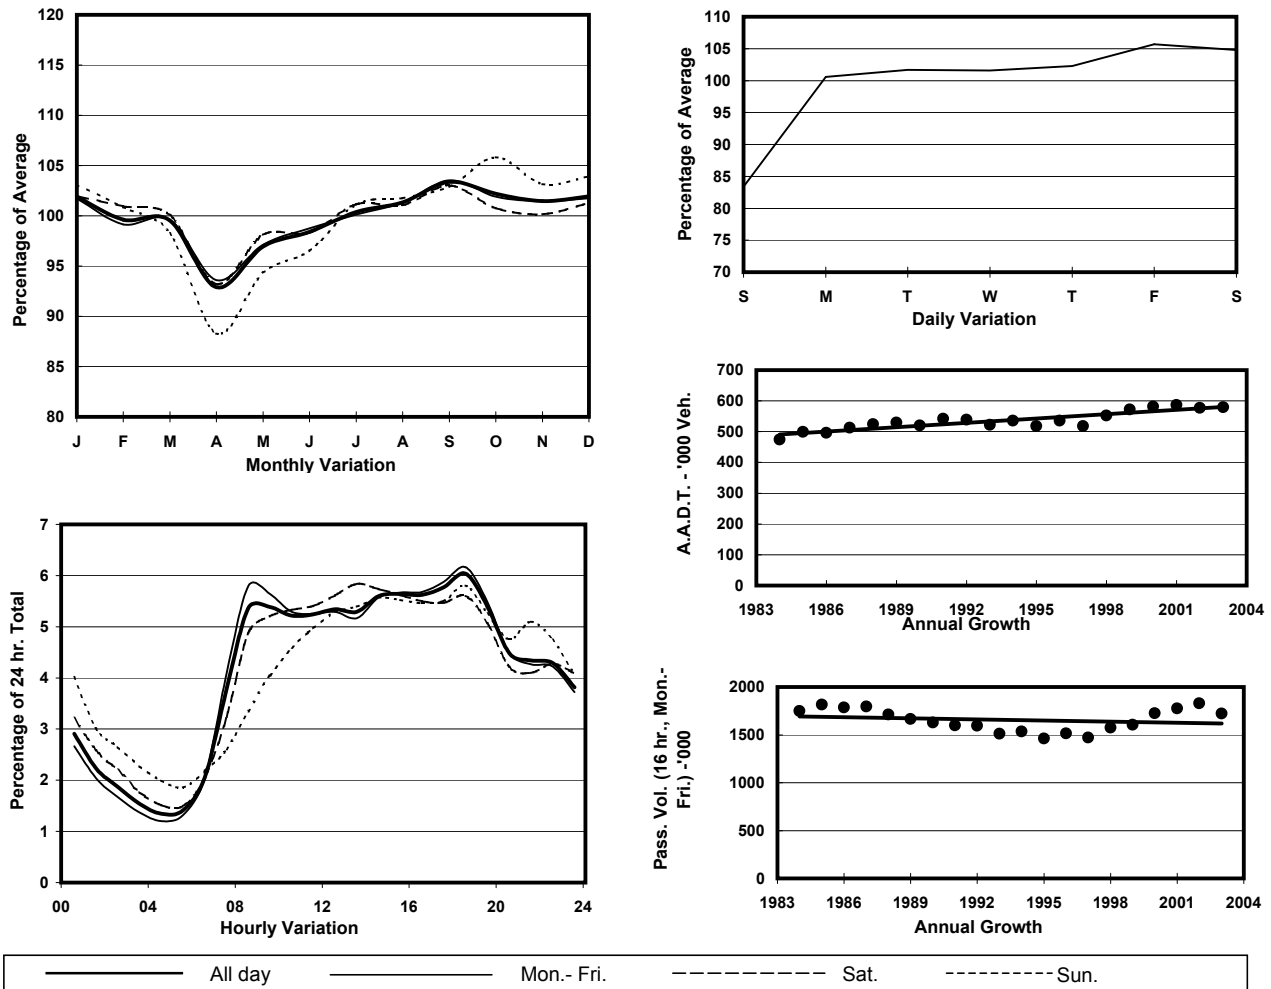 120
115
110
105
100
95
90
85
80
Percentage of Average
J F M A M J J A S O N D
Monthly Variation
110
105
100
95
90
85
80
75
70
Percentage of Average
S M T W T F S
Daily Variation
700
600
500
400
300
200
100
0
A.A.D.T. - '000 Veh.
1983 1986 1989 1992 1995 1998 2001 2004
Annual Growth
7
6
5
4
3
2
1
0
Percentage of 24 hr. Total
00 04 08 12 16 20 24
Hourly Variation
2000
1500
1000
500
0
Pass. Vol. (16 hr., Mon.-
Fri.) -'000
1983 1986 1989 1992 1995 1998 2001 2004
Annual Growth
All day Mon.- Fri. Sat. Sun.